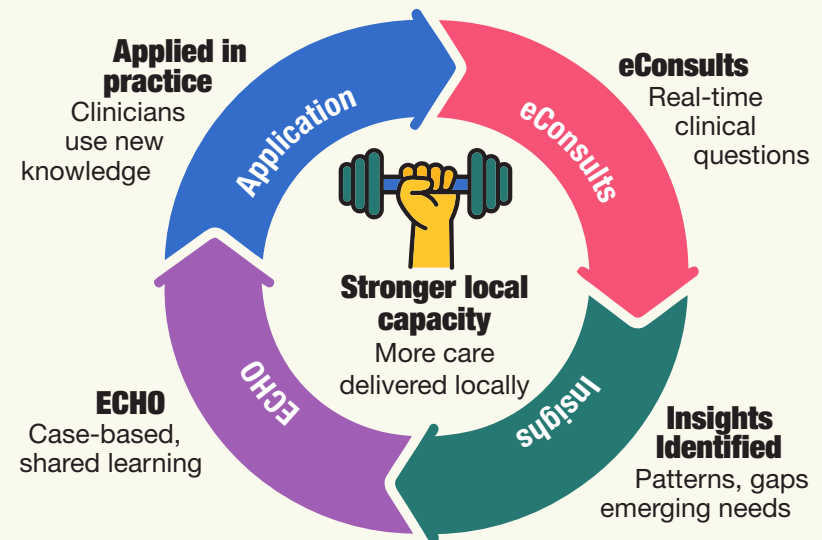 Applied in
practice
Clinicians
use new
knowledge
Application
eConsults
eConsults
Real-time
clinical
questions
Stronger local
capacity
More care
delivered locally
ECHO
Case-based,
shared learning
ECHO
Insighs
Insights
Identified
Patterns, gaps
emerging needs